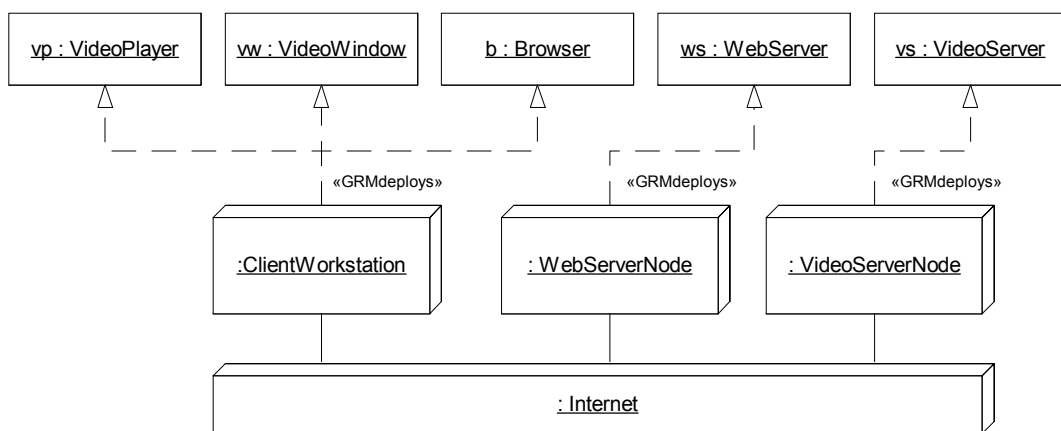 vp : VideoPlayer
vw : VideoWindow
b : Browser
ws : WebServer
vs : VideoServer
«GRMdeploys»
«GRMdeploys»
«GRMdeploys»
:ClientWorkstation
: WebServerNode
: VideoServerNode
: Internet